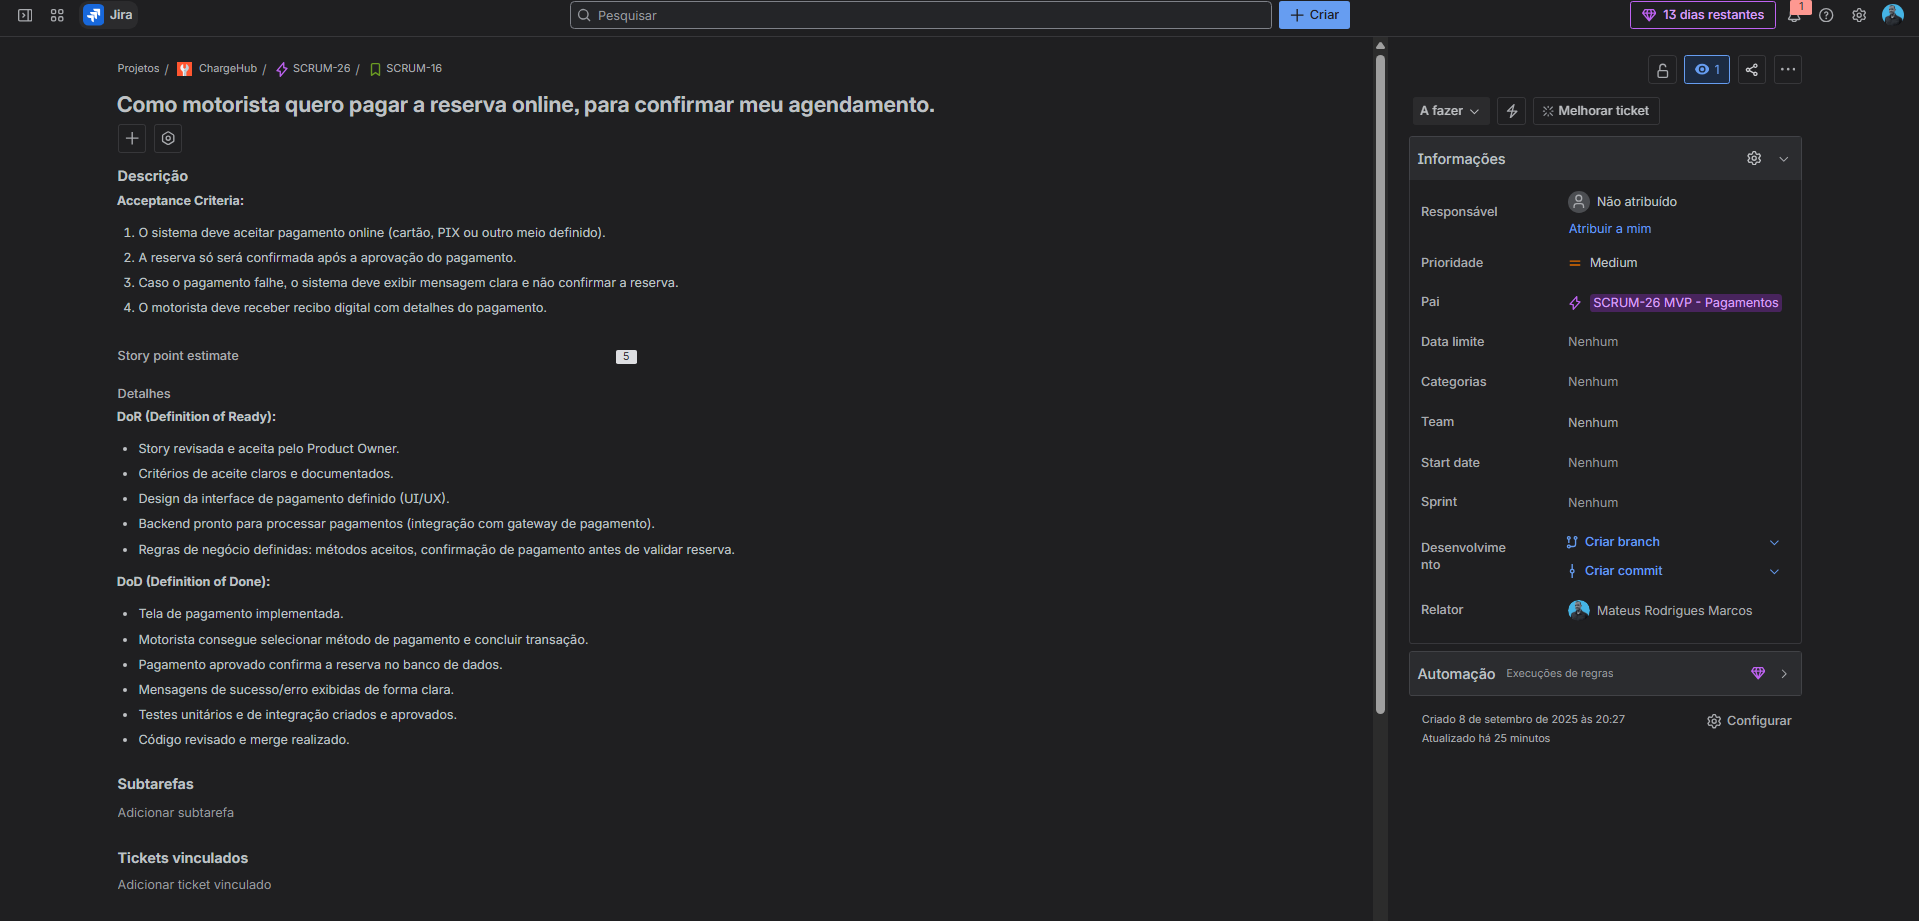 Jira
Pesquisar
Criar
13 dias restantes
1
Projetos / ChargeHub / SCRUM-26 / SCRUM-16
1
Como motorista quero pagar a reserva online, para confirmar meu agendamento.
A fazer
Melhorar ticket
Descrição
Acceptance Criteria:
1. O sistema deve aceitar pagamento online (cartão, PIX ou outro meio definido).
2. A reserva só será confirmada após a aprovação do pagamento.
3. Caso o pagamento falhe, o sistema deve exibir mensagem clara e não confirmar a reserva.
4. O motorista deve receber recibo digital com detalhes do pagamento.
Story point estimate 5
Detalhes
DoR (Definition of Ready):
• Story revisada e aceita pelo Product Owner.
• Critérios de aceite claros e documentados.
• Design da interface de pagamento definido (UI/UX).
• Backend pronto para processar pagamentos (integração com gateway de pagamento).
• Regras de negócio definidas: métodos aceitos, confirmação de pagamento antes de validar reserva.
DoD (Definition of Done):
• Tela de pagamento implementada.
• Motorista consegue selecionar método de pagamento e concluir transação.
• Pagamento aprovado confirma a reserva no banco de dados.
• Mensagens de sucesso/erro exibidas de forma clara.
• Testes unitários e de integração criados e aprovados.
• Código revisado e merge realizado.
Subtarefas
Adicionar subtarefa
Tickets vinculados
Adicionar ticket vinculado
Informações
Responsável Não atribuído
Atribuir a mim
Prioridade Medium
Pai SCRUM-26 MVP - Pagamentos
Data limite Nenhum
Categorias Nenhum
Team Nenhum
Start date Nenhum
Sprint Nenhum
Desenvolvime
nto
Criar branch
Criar commit
Relator Mateus Rodrigues Marcos
Automação Execuções de regras
Criado 8 de setembro de 2025 às 20:27
Atualizado há 25 minutos
Configurar